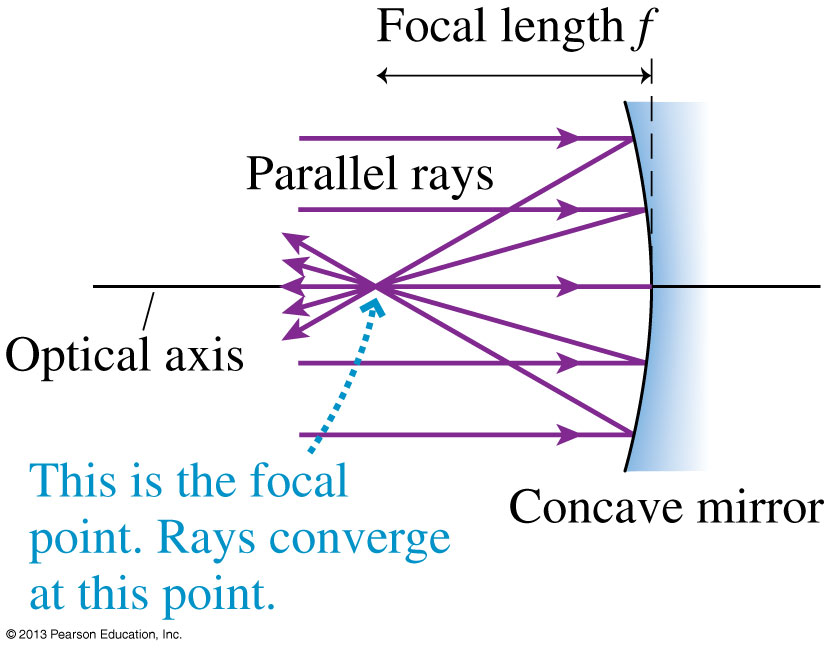 Focal length f
Parallel rays
Optical axis
This is the focal
point. Rays converge
at this point.
Concave mirror
© 2013 Pearson Education, Inc.